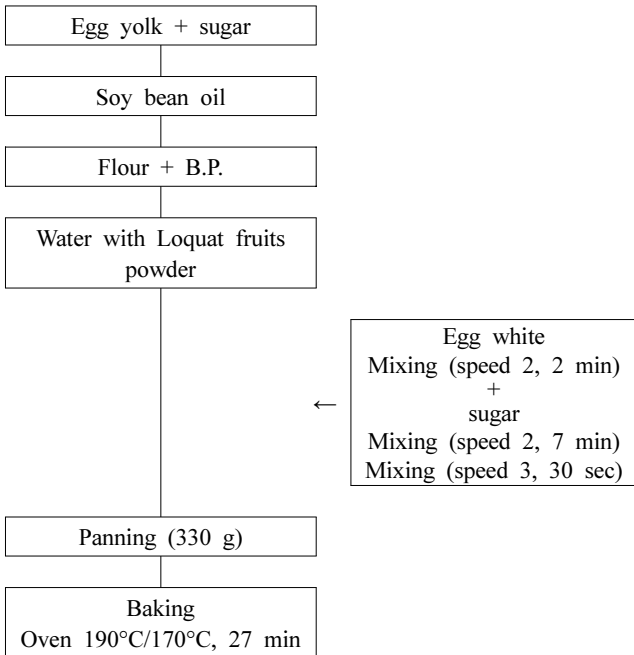 Egg yolk + sugar
Soy bean oil
Flour + B.P.
Water with Loquat fruits
powder
Egg white
Mixing (speed 2, 2 min)
+
sugar
Mixing (speed 2, 7 min)
Mixing (speed 3, 30 sec)
←
Panning (330 g)
Baking
Oven 190°C/170°C, 27 min